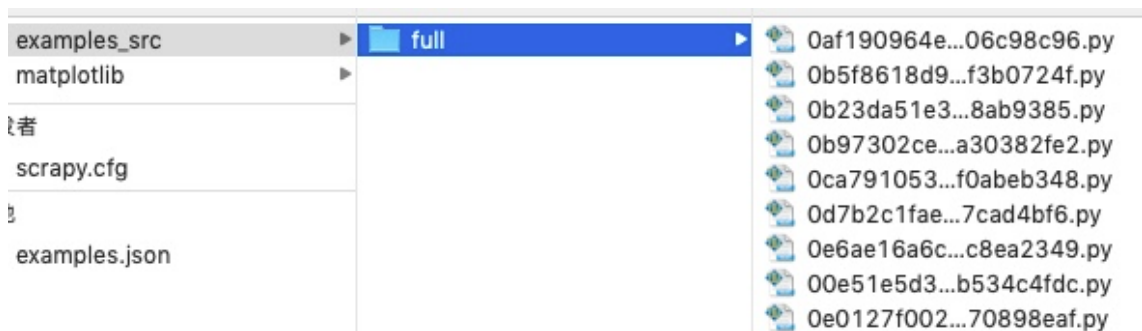 examples_src
matplotlib
者
scrapy.cfg
examples.json
full
0af190964e...06c98c96.py
0b5f8618d9...f3b0724f.py
0b23da51e3...8ab9385.py
0b97302ce...a30382fe2.py
0ca791053...f0abeb348.py
0d7b2c1fae...7cad4bf6.py
0e6ae16a6c...c8ea2349.py
00e51e5d3...b534c4fdc.py
0e0127f002...70898eaf.py